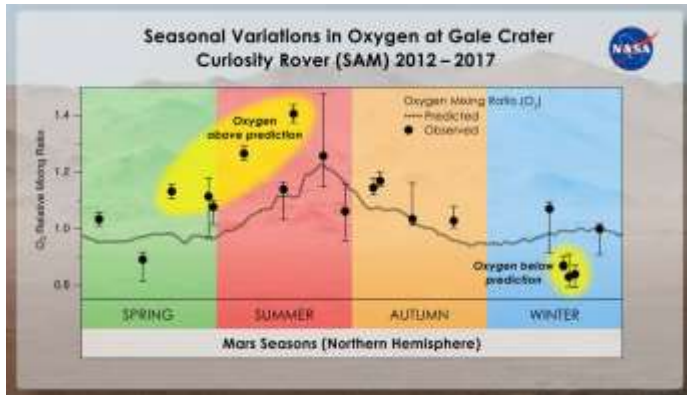 Seasonal Variations in Oxygen at Gale Crater
Curiosity Rover (SAM) 2012 – 2017
NASA
Oxygen Mixing Ratio (O₂)
Predicted
Observed
Oxygen
above prediction
O₂ Relative Mixing Ratio
1.4
1.2
1.0
0.8
Oxygen below
prediction
SPRING
SUMMER
AUTUMN
WINTER
Mars Seasons (Northern Hemisphere)